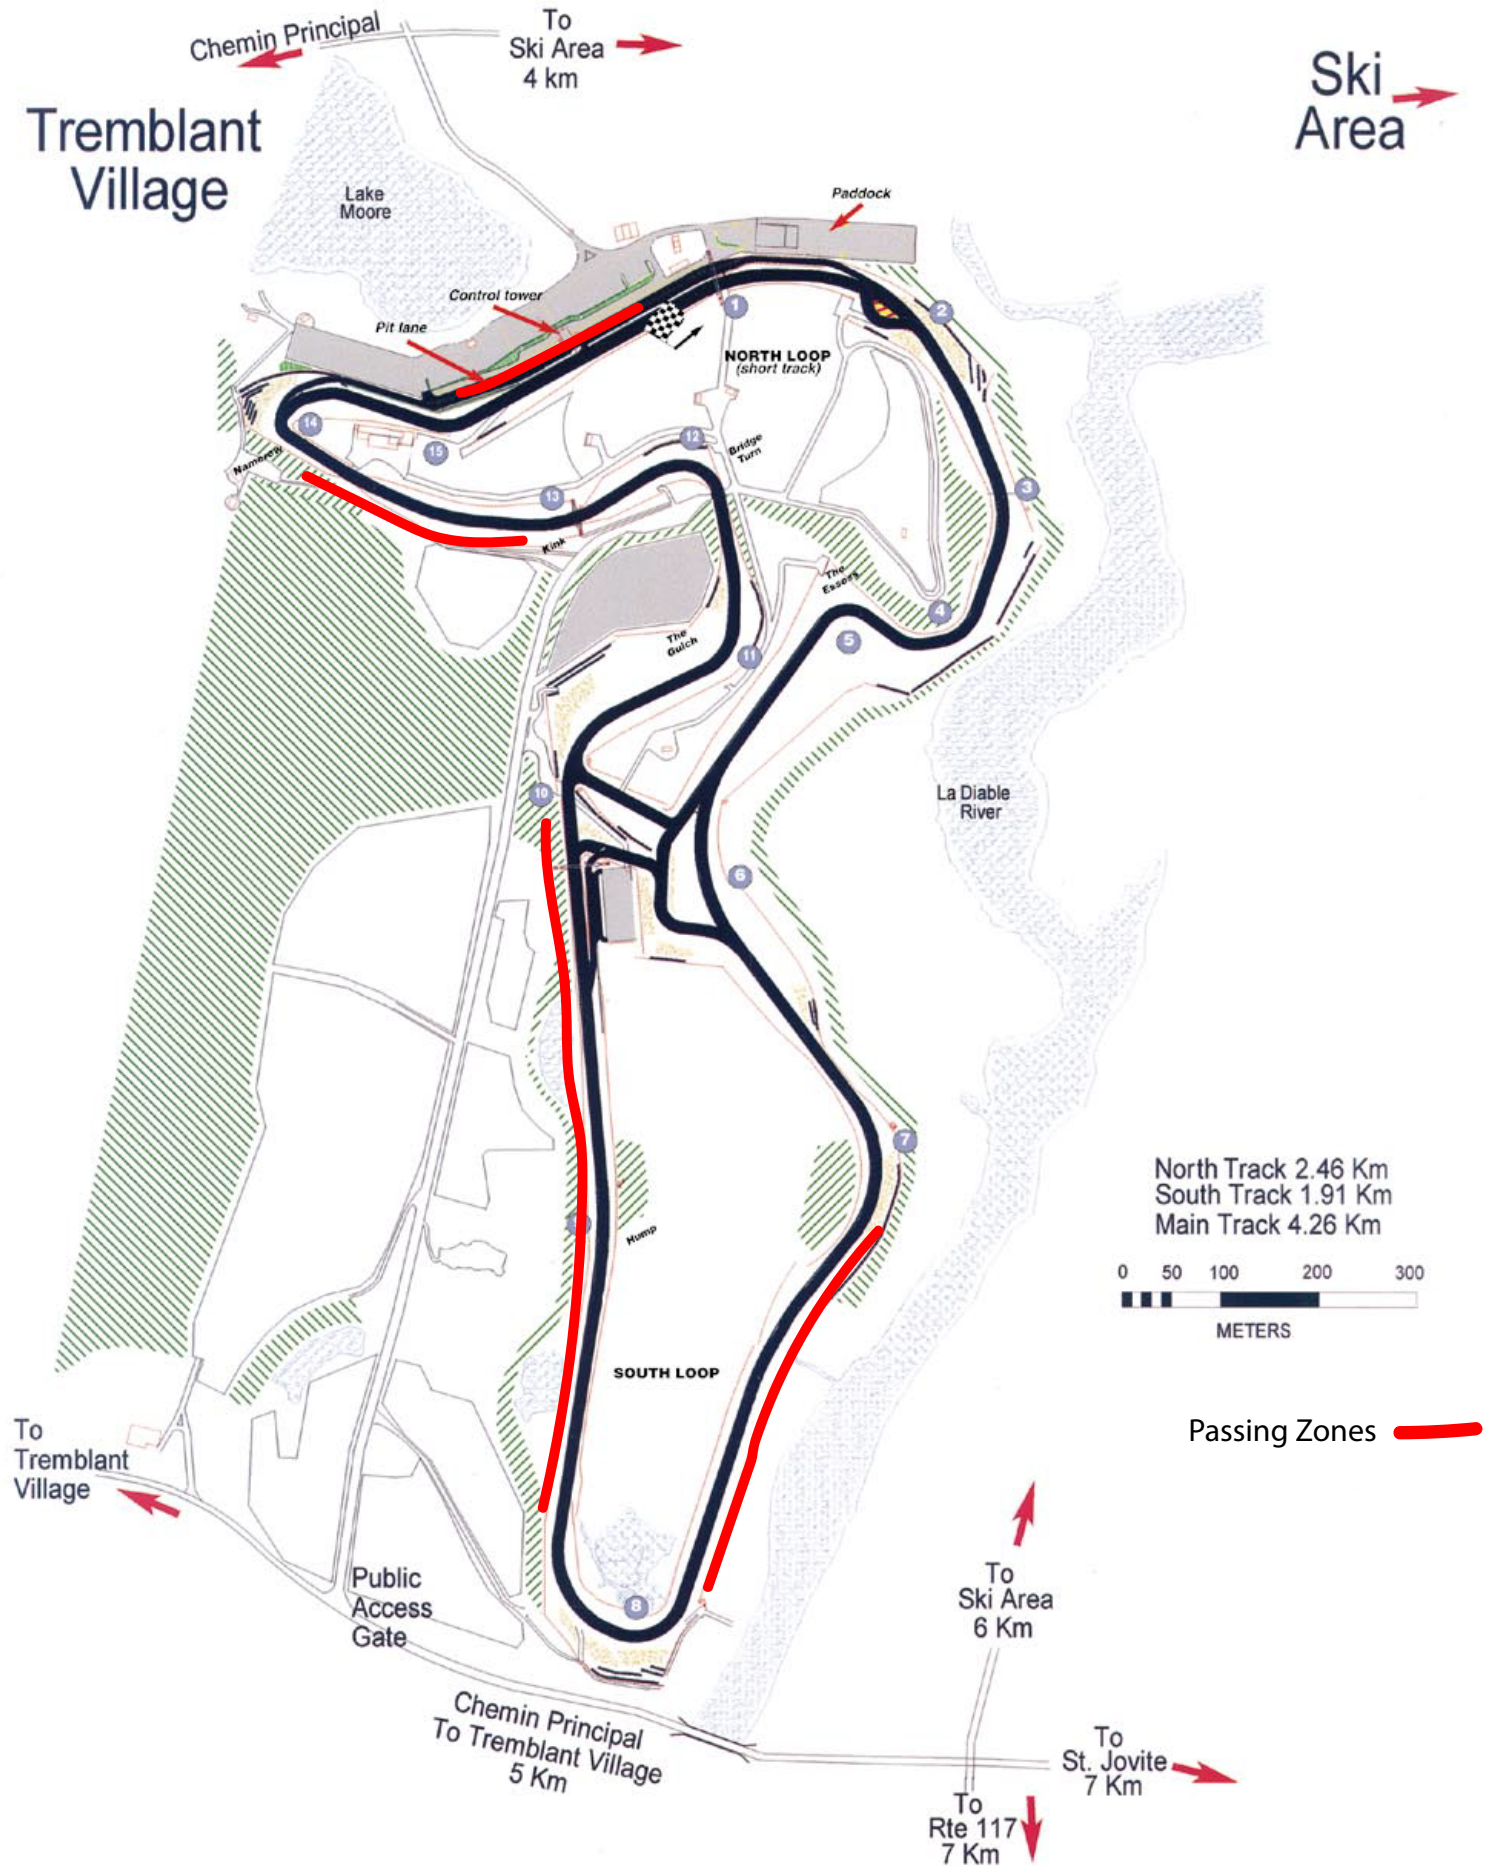 Chemin Principal
To
Ski Area
4 km
Ski
Area
Tremblant
Village
Lake
Moore
Paddock
Control tower
Pit lane
1
2
NORTH LOOP
(short track)
14
15
12
Bridge
Turn
Namerow
13
3
Kink
The
Esses
4
5
The
Gulch
11
10
La Diable
River
6
7
Hump
North Track 2.46 Km
South Track 1.91 Km
Main Track 4.26 Km
0 50 100 200 300
METERS
SOUTH LOOP
Passing Zones
To
Tremblant
Village
Public
Access
Gate
8
To
Ski Area
6 Km
Chemin Principal
To Tremblant Village
5 Km
To
St. Jovite
7 Km
To
Rte 117
7 Km